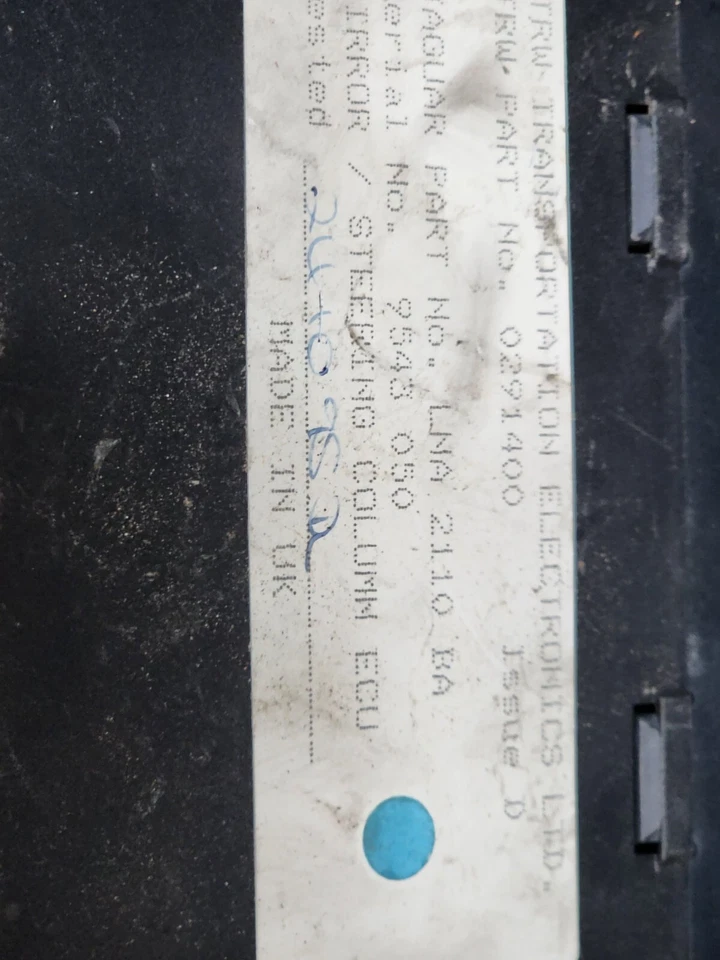 TRW TRANSPORTATION ELECTRONICS LTD.
TRW. PART NO. 0291400 Issue D
JAGUAR PART NO. LNA 2110 BA
erial NO. 9543 050
IRROR / STEERING COLUMN ECU
ested
MADE IN UK